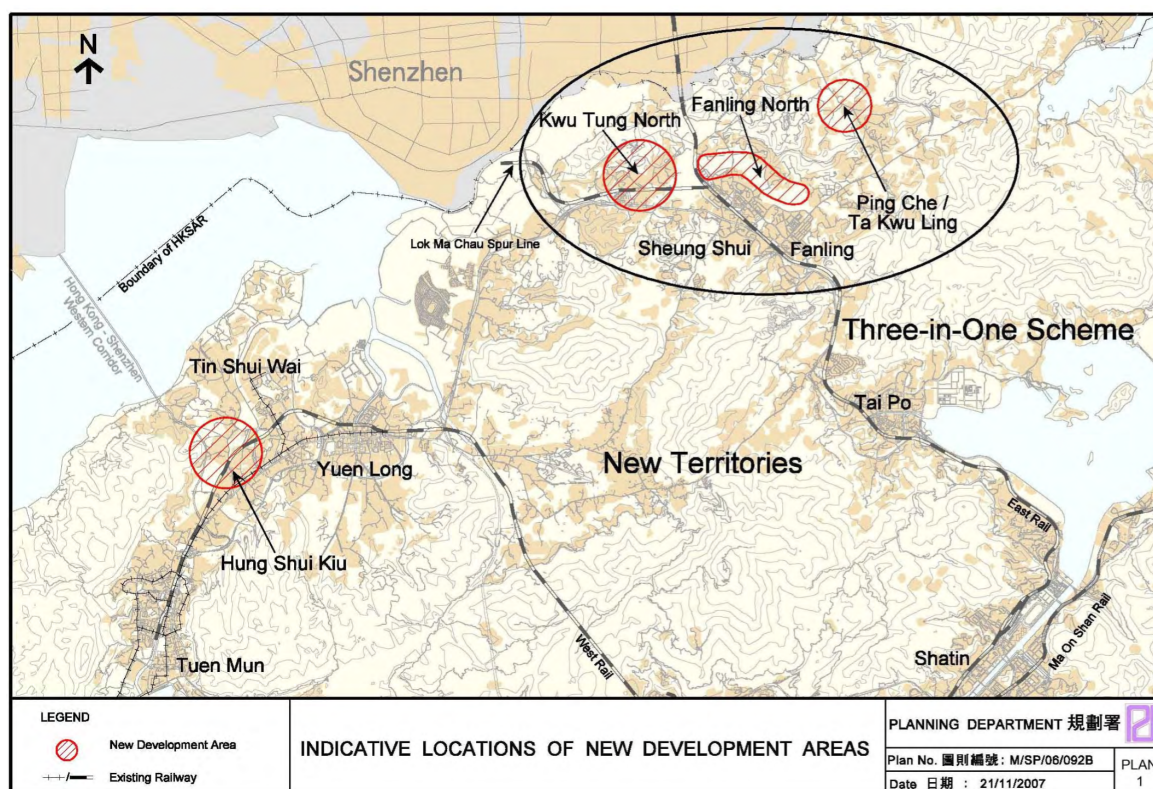 N
Shenzhen
Kwu Tung North
Fanling North
Ping Che /
Ta Kwu Ling
Lok Ma Chau Spur Line
Sheung Shui
Fanling
Boundary of HKSAR
Hong Kong - Shenzhen
Western Corridor
Three-in-One Scheme
Tin Shui Wai
Tai Po
Yuen Long
New Territories
East Rail
Hung Shui Kiu
West Rail
Ma On Shan Rail
Shatin
Tuen Mun
LEGEND
New Development Area
Existing Railway
INDICATIVE LOCATIONS OF NEW DEVELOPMENT AREAS
PLANNING DEPARTMENT 規劃署
Plan No. 圖則編號: M/SP/06/092B
Date 日期 : 21/11/2007
PLAN
1